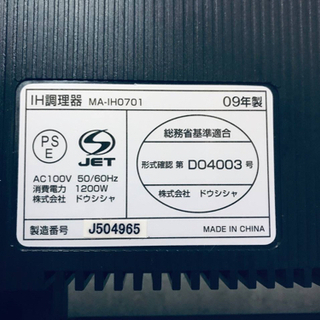 IH調理器 MA-IH0701 09年製
PS
E
JET
AC100V 50/60Hz
消費電力 1200W
株式会社 ドウシシャ
総務省基準適合
形式確認 第 D04003 号
株式会社 ドウシシャ
製造番号 J504965 MADE IN CHINA